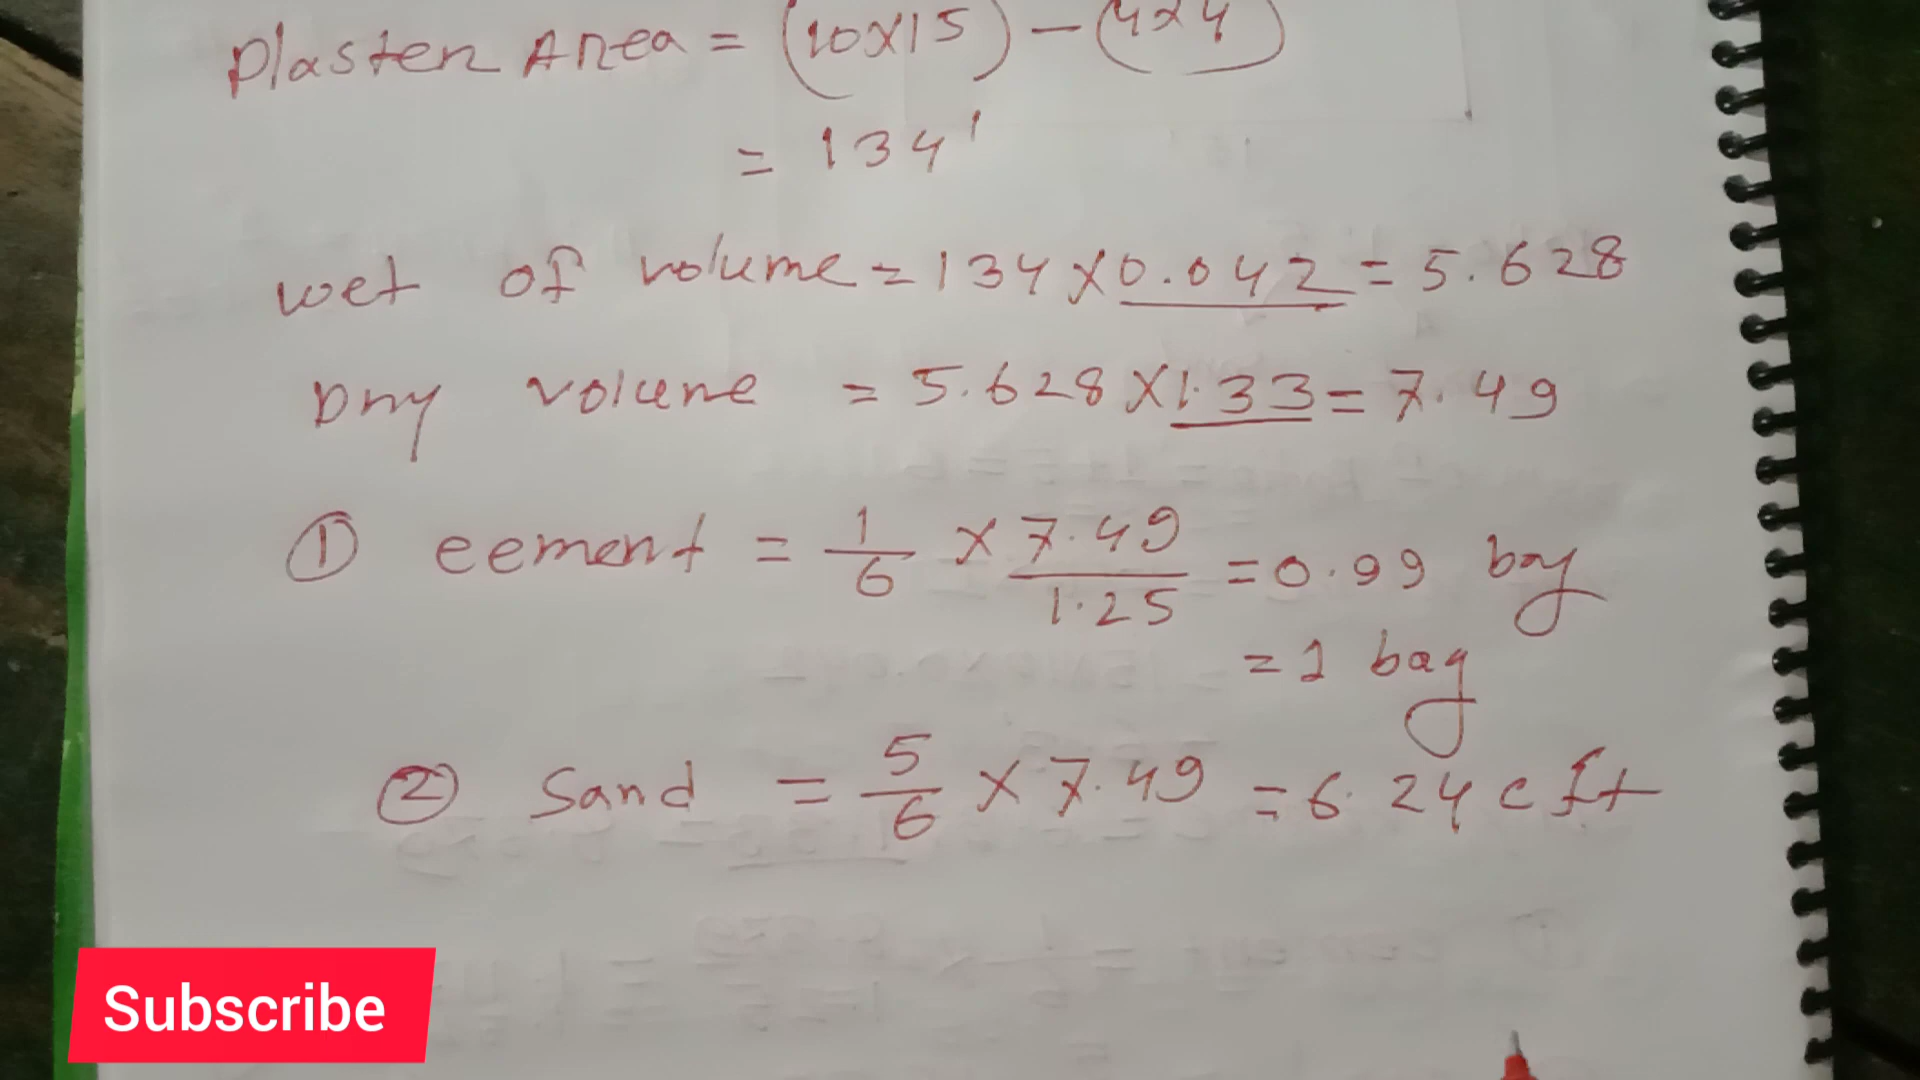 Plaster Area = (10x15) - (4x4)
= 134'
wet of volume = 134 x 0.042 = 5.628
Dry volume = 5.628 x 1.33 = 7.49
① eement = 1/6 x 7.49/1.25 = 0.99 bag
= 1 bag
② Sand = 5/6 x 7.49 = 6.24 cft
Subscribe